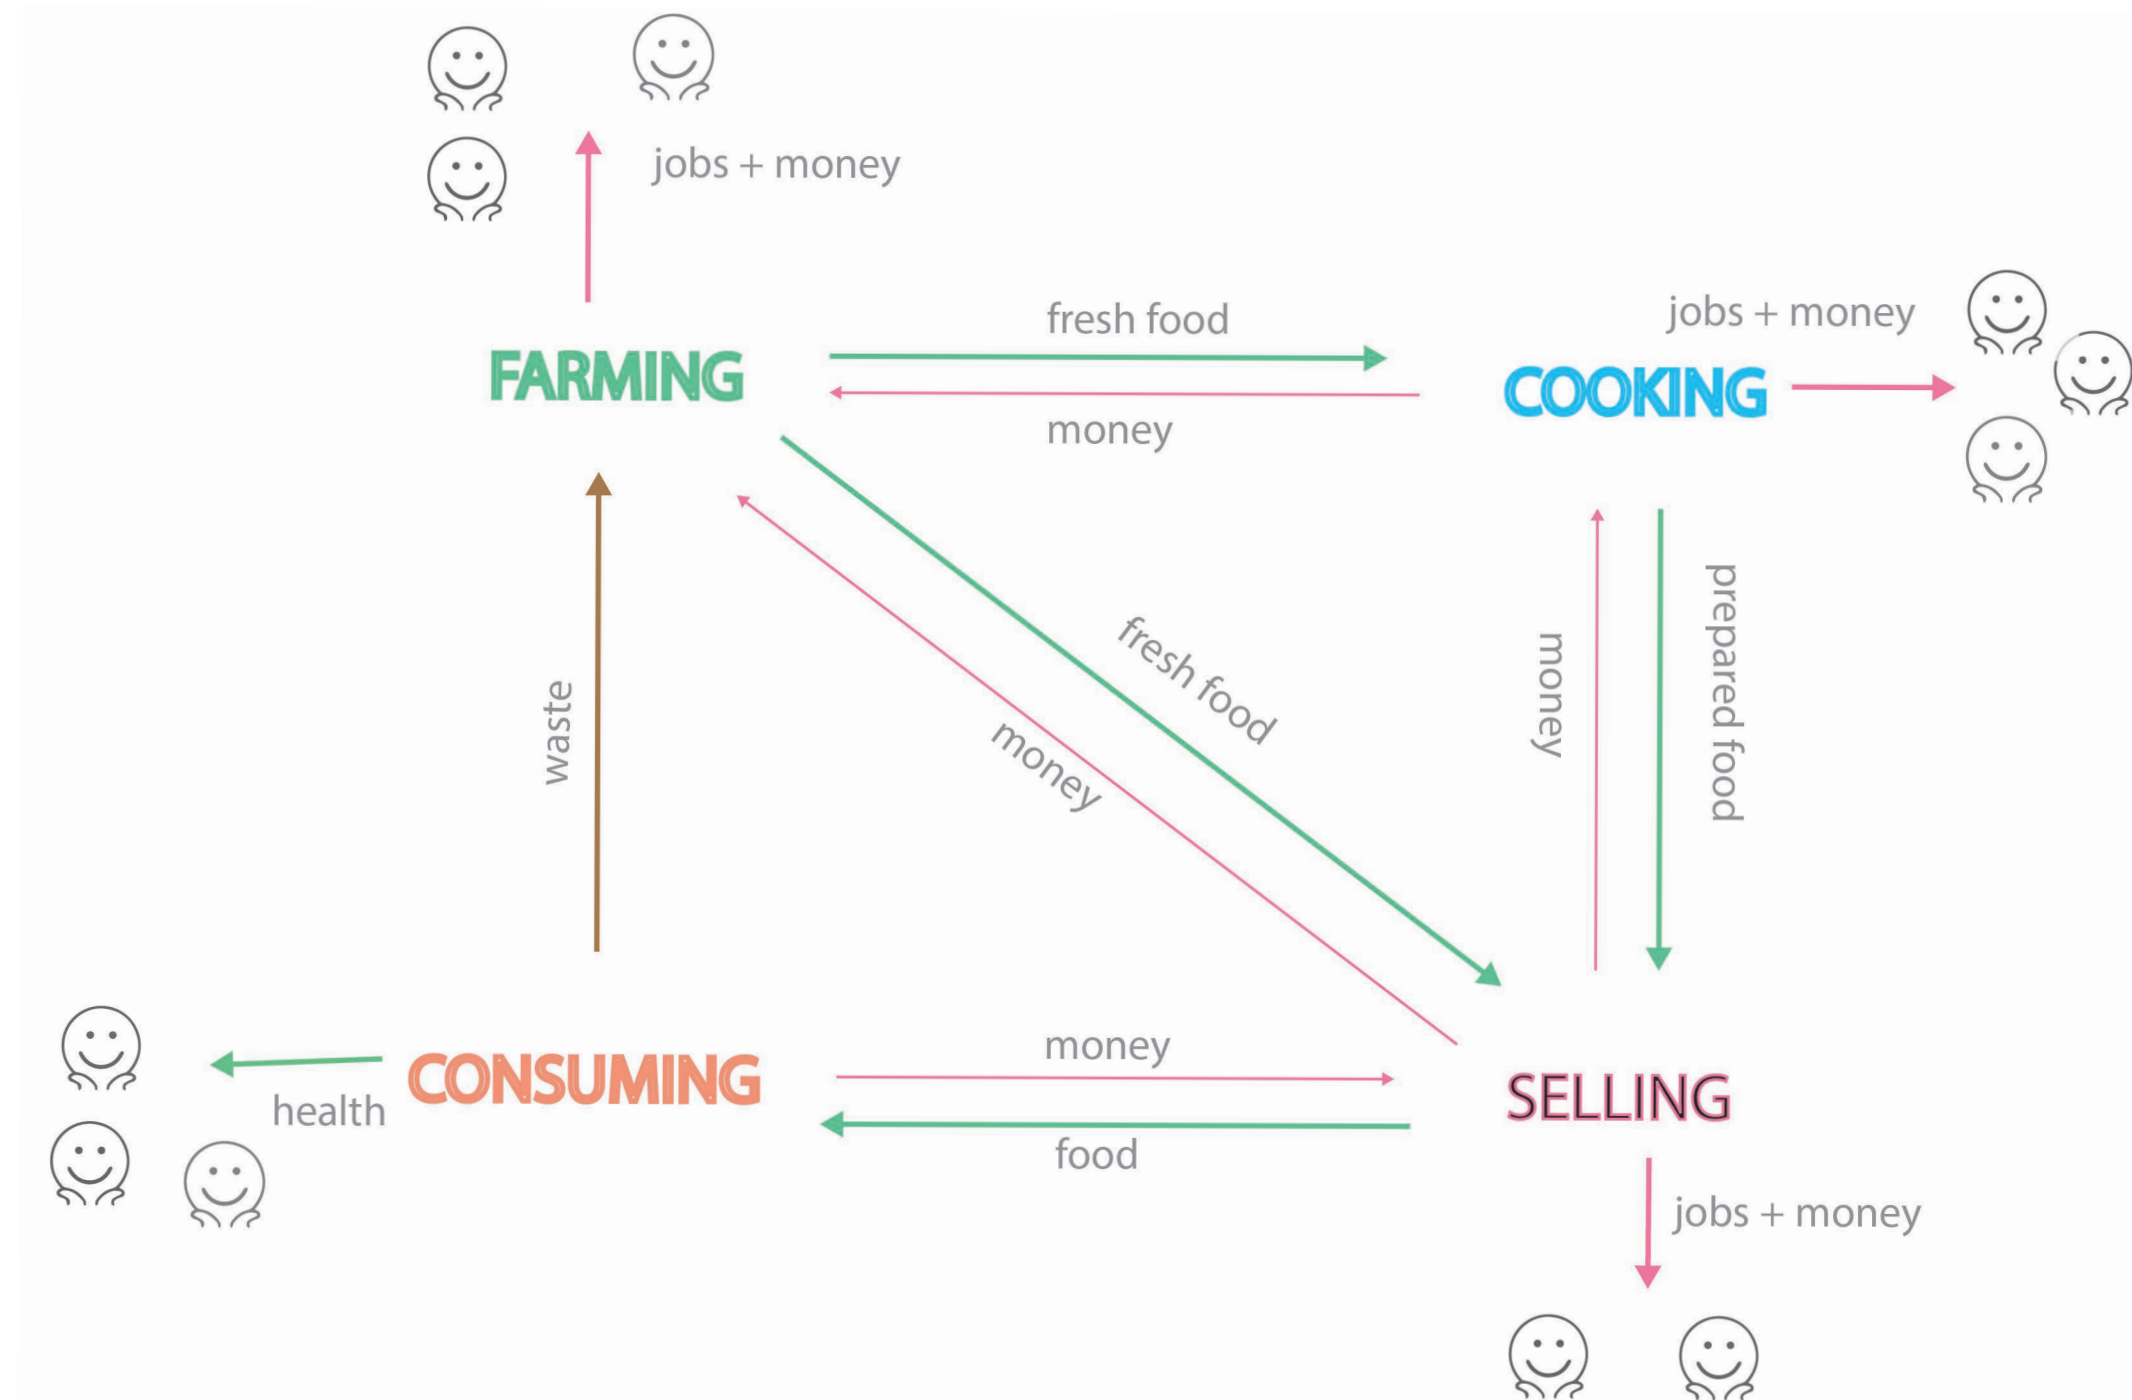 jobs + money
fresh food
jobs + money
FARMING
COOKING
money
fresh food
money
prepared food
money
waste
money
CONSUMING
SELLING
health
food
jobs + money